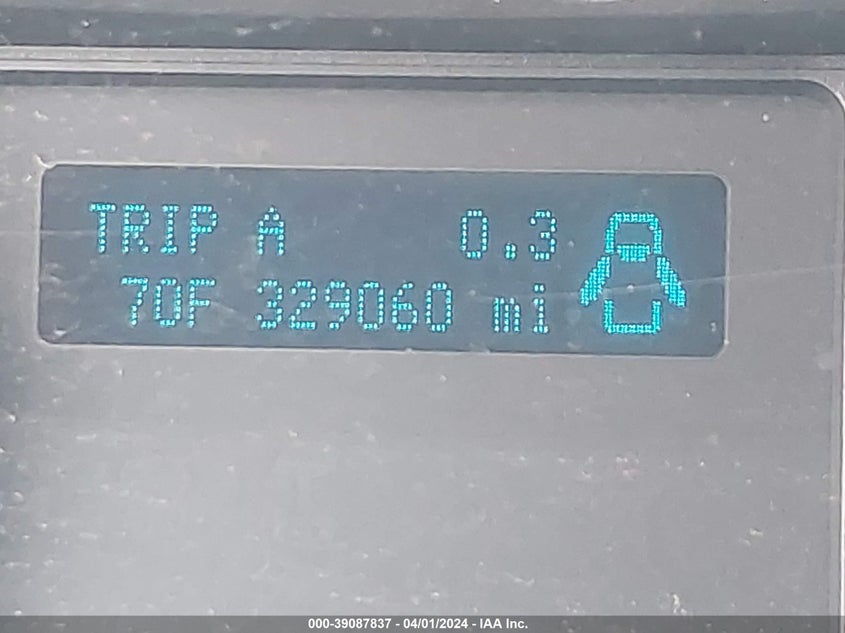 TRIP A 0.3
70F 329060 mi
000-39087837 - 04/01/2024 - IAA Inc.